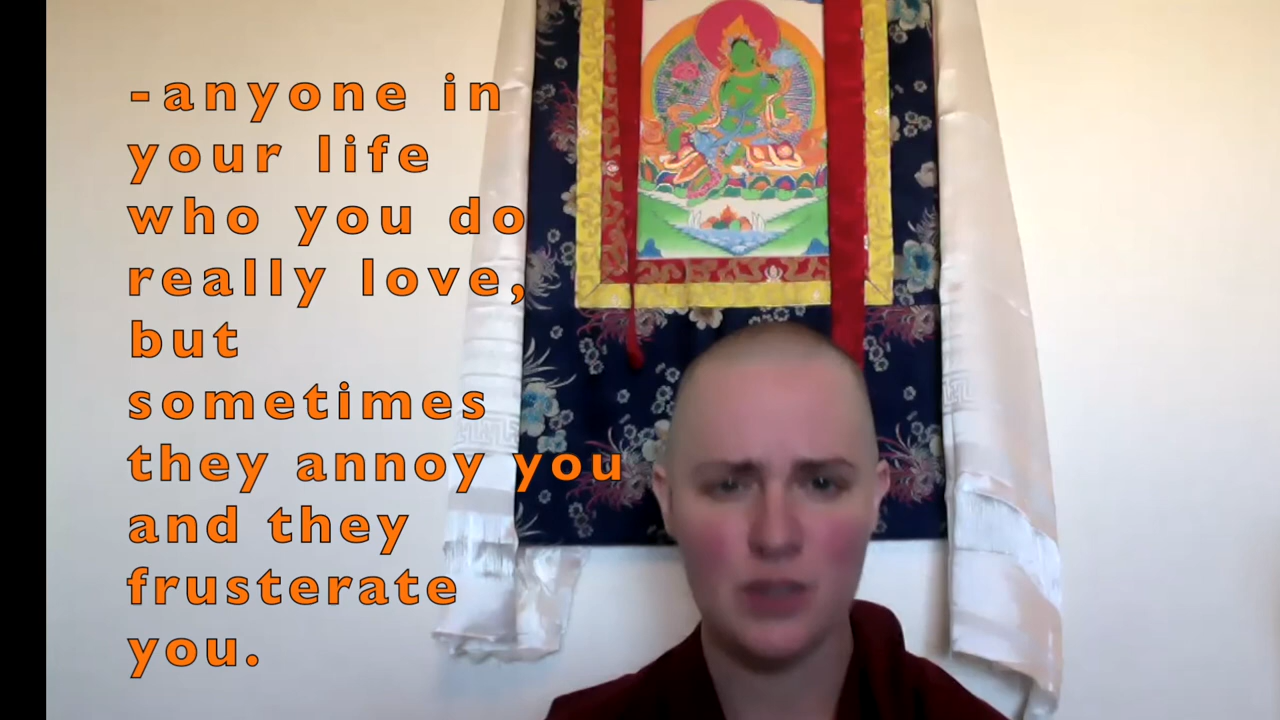 -anyone in
your life
who you do
really love,
but
sometimes
they annoy you
and they
frusterate
you.